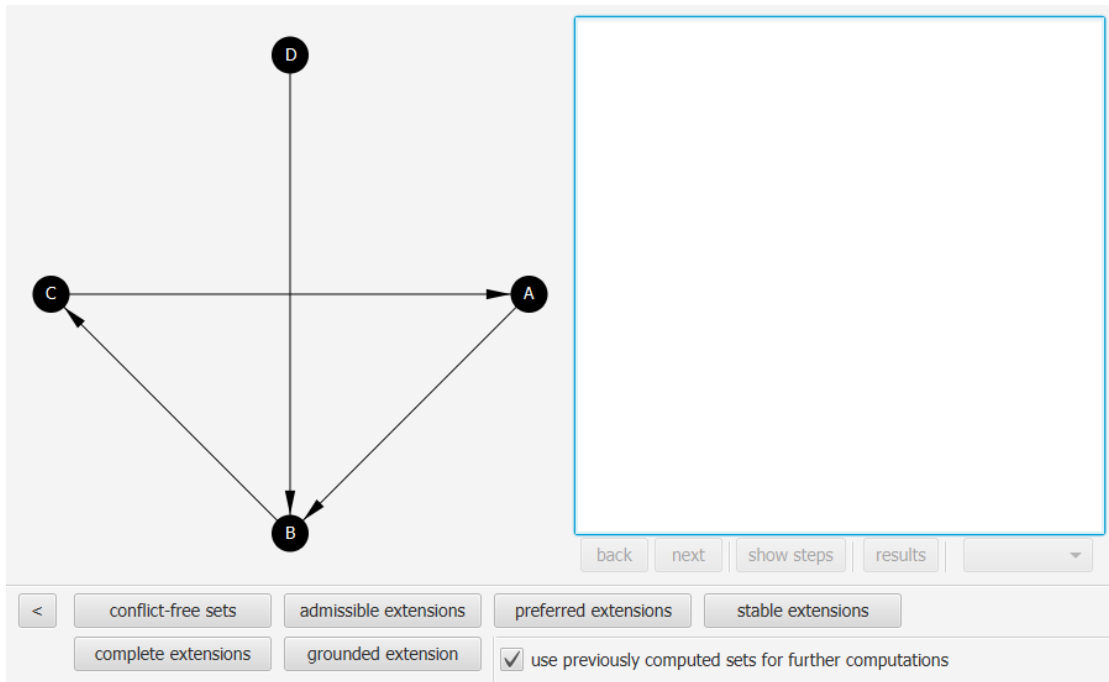 D
C
A
B
back next show steps results
< conflict-free sets admissible extensions preferred extensions stable extensions
complete extensions grounded extension use previously computed sets for further computations